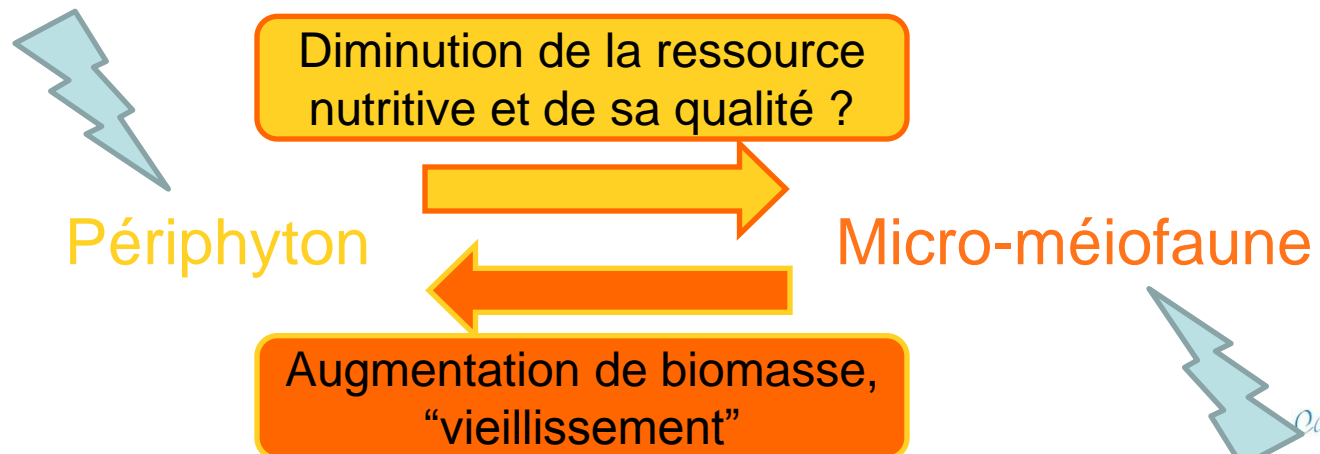 Diminution de la ressource
nutritive et de sa qualité ?
Périphyton
Micro-méiofaune
Augmentation de biomasse,
“vieillissement”